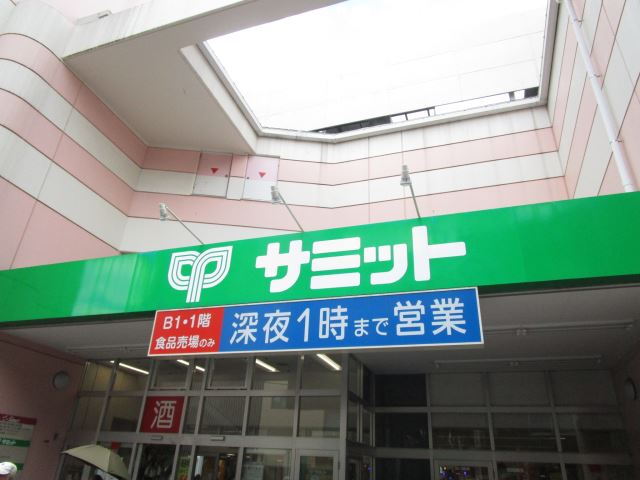 サミット
B1・1階
食品売場のみ
深夜1時まで営業
酒